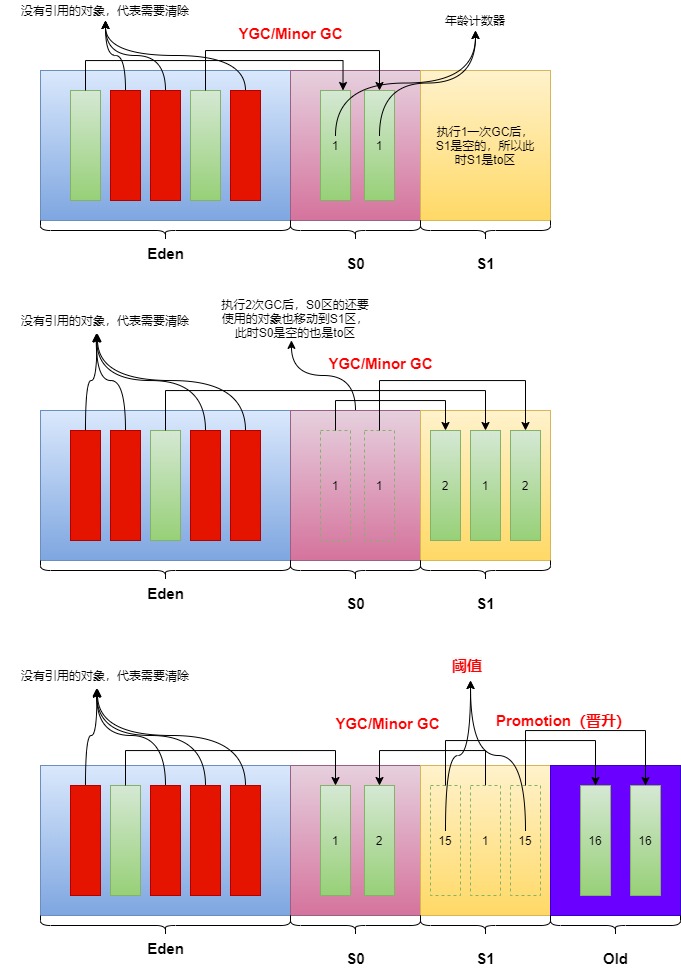 没有引用的对象，代表需要清除
年龄计数器
YGC/Minor GC
1
1
执行1一次GC后，
S1是空的，所以此
时S1是to区
Eden
S0
S1
执行2次GC后，S0区的还要
使用的对象也移动到S1区，
此时S0是空的也是to区
没有引用的对象，代表需要清除
YGC/Minor GC
1
1
2
1
2
Eden
S0
S1
没有引用的对象，代表需要清除
阈值
YGC/Minor GC
Promotion（晋升）
1
2
15
1
15
16
16
Eden
S0
S1
Old